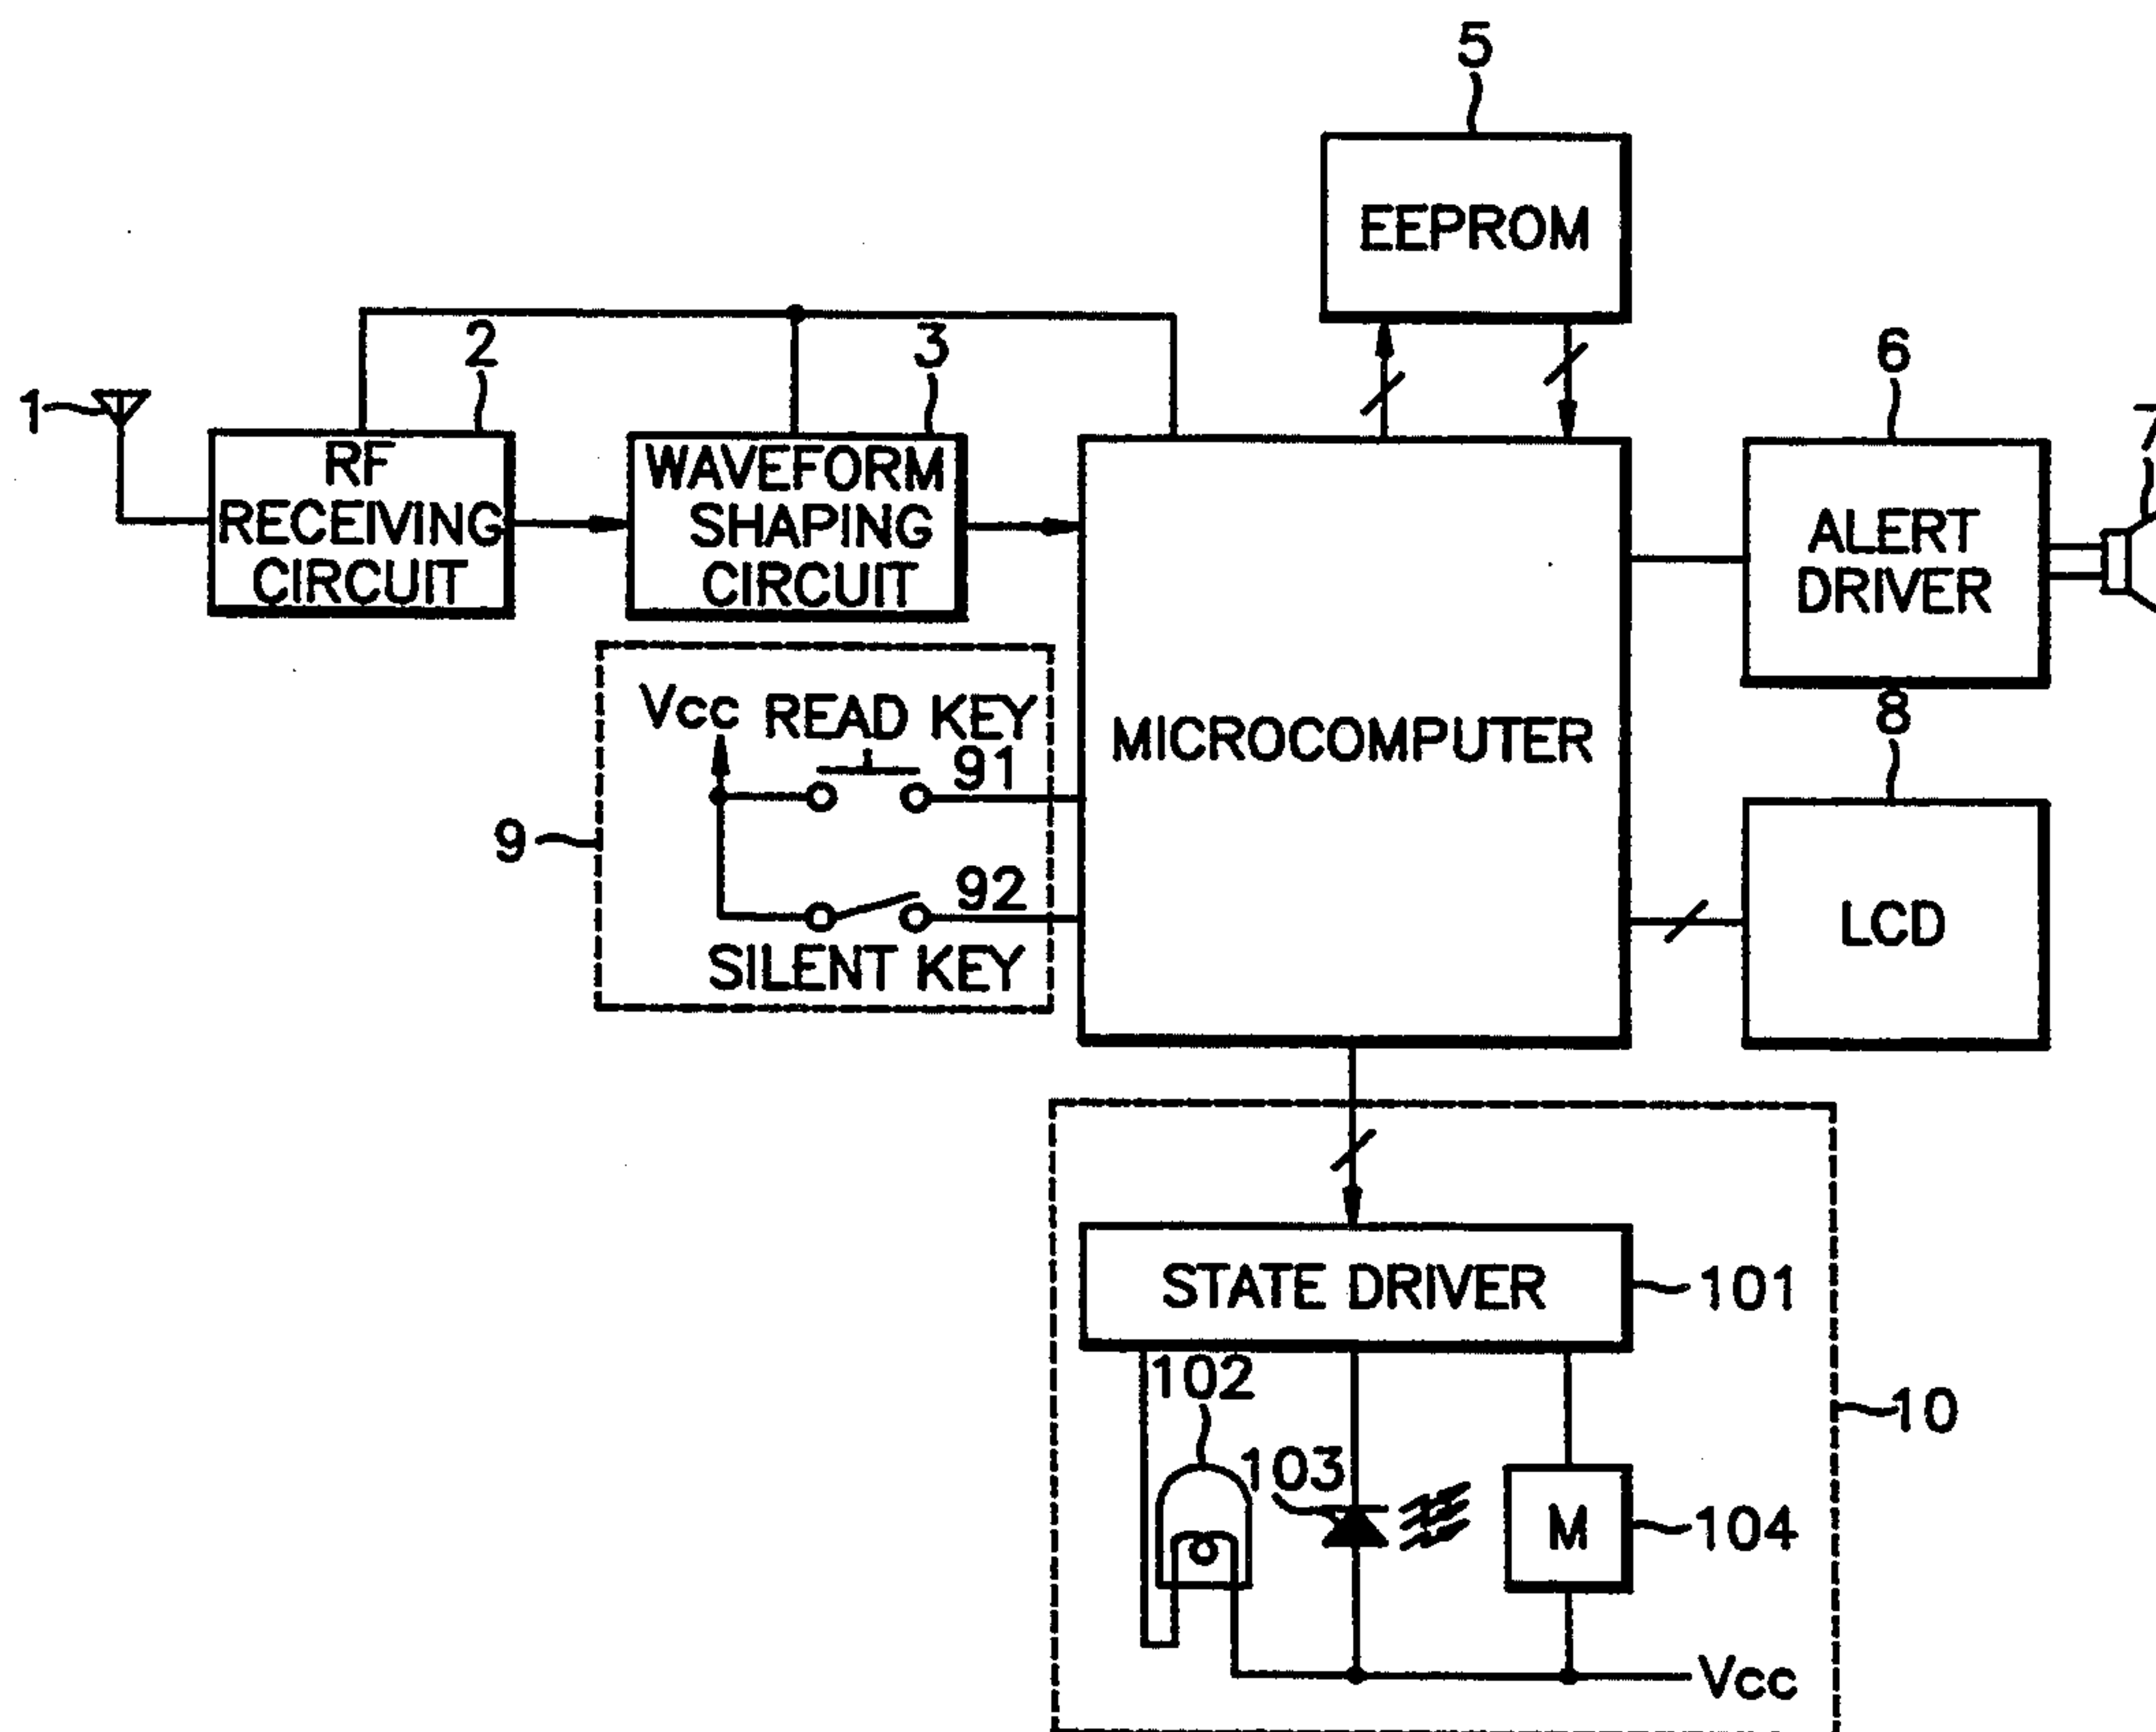 5
EEPROM
1
2
RF
RECEIVING
CIRCUIT
3
WAVEFORM
SHAPING
CIRCUIT
MICROCOMPUTER
6
ALERT
DRIVER
7
8
LCD
9
Vcc READ KEY
91
92
SILENT KEY
STATE DRIVER
101
102
103
M
104
10
Vcc